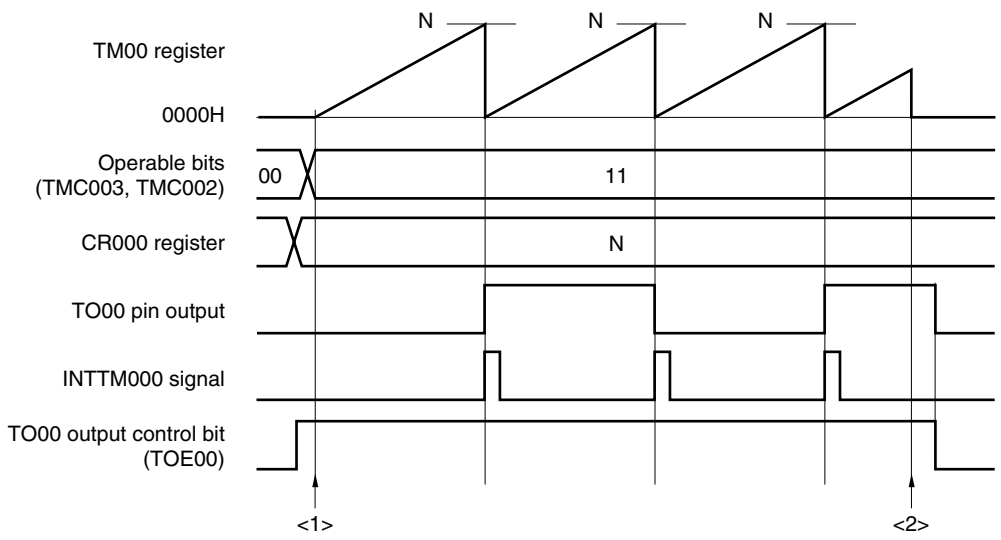 N N N
TM00 register
0000H
Operable bits
(TMC003, TMC002)
00 11
CR000 register
N
TO00 pin output
INTTM000 signal
TO00 output control bit
(TOE00)
<1> <2>